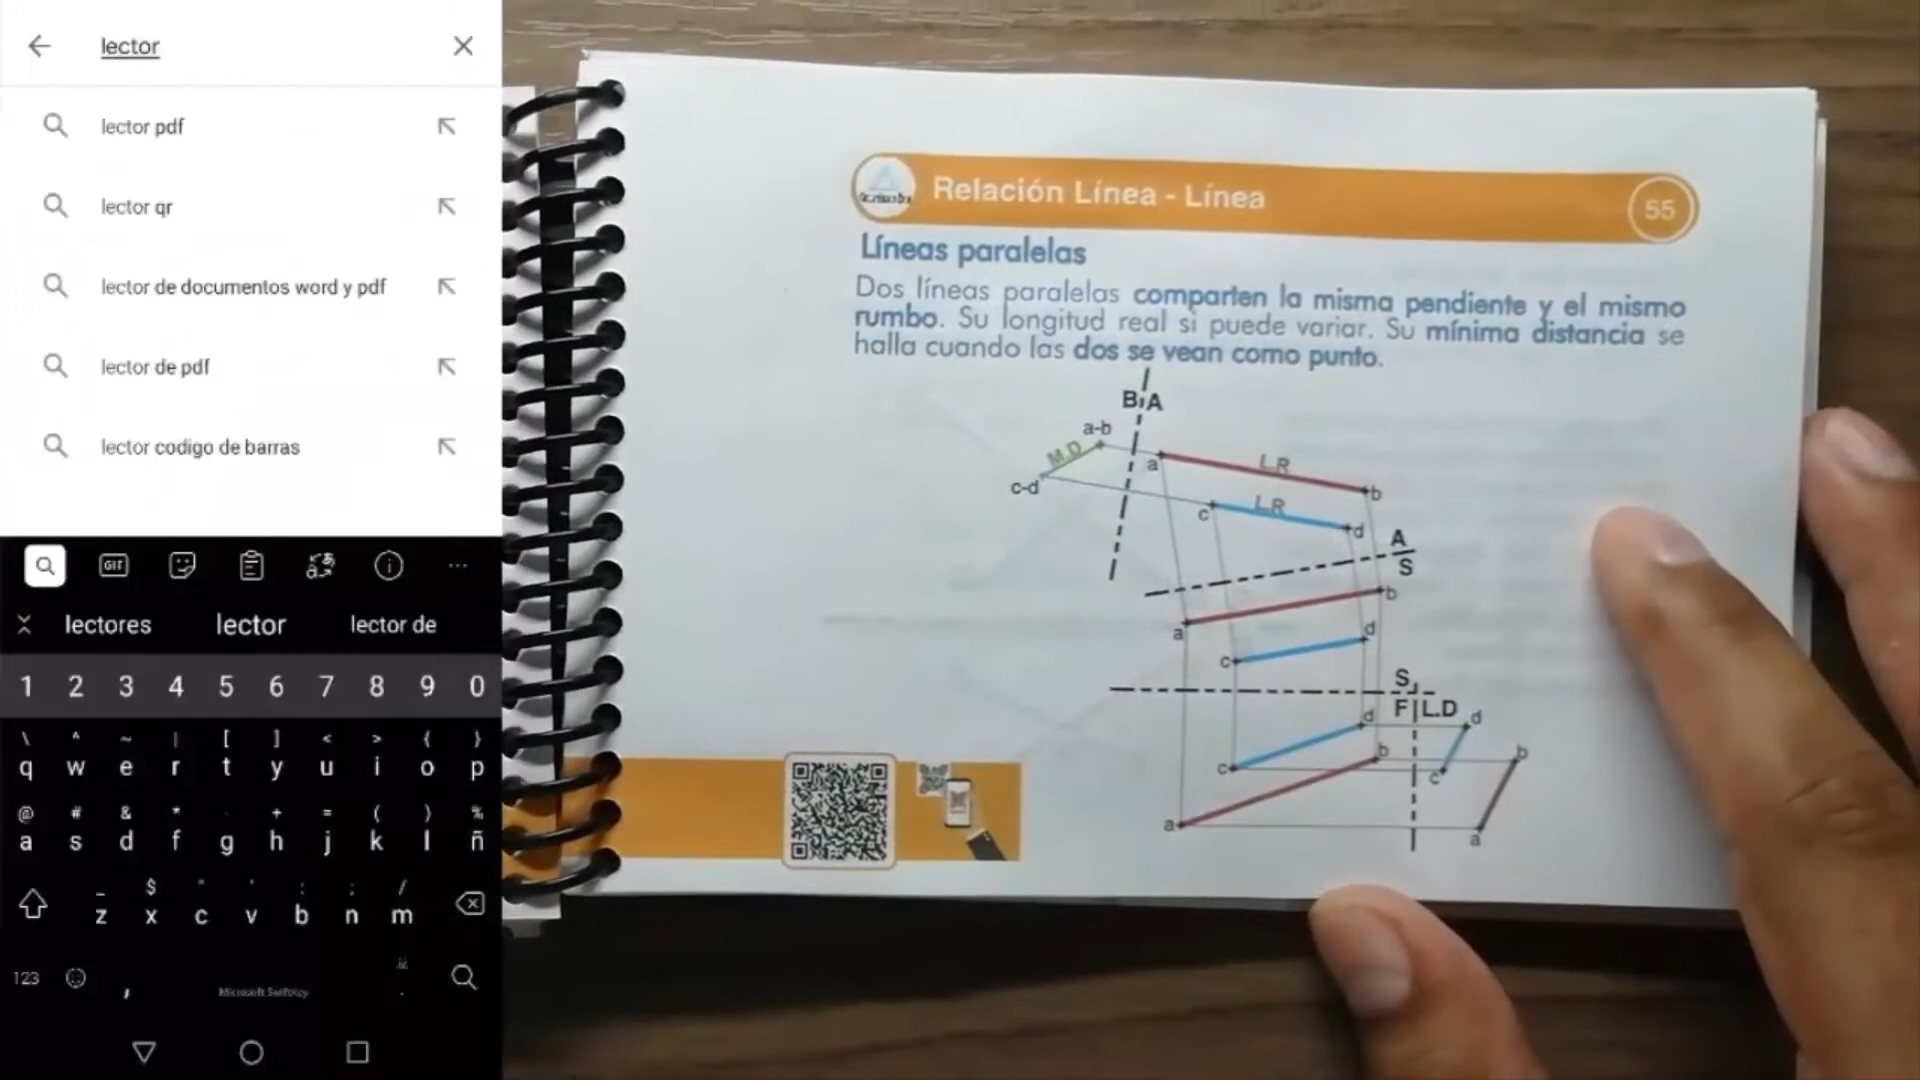 lector
lector pdf
lector qr
lector de documentos word y pdf
lector de pdf
lector codigo de barras
GIF
lectores lector lector de
1 2 3 4 5 6 7 8 9 0
\ ^ ~ | [ ] < > { }
q w e r t y u i o p
@ # & * - + = ( ) %
a s d f g h j k l ñ
_ $ " ' : ; /
z x c v b n m
123 , Microsoft SwiftKey .
Relación Línea - Línea
55
Líneas paralelas
Dos líneas paralelas comparten la misma pendiente y el mismo
rumbo. Su longitud real si puede variar. Su mínima distancia se
halla cuando las dos se vean como punto.
B A
a-b
M.D
c-d
a L.R b
c L.R d
A
S
a b
c d
S
F L.D
d d
c c
b b
a a